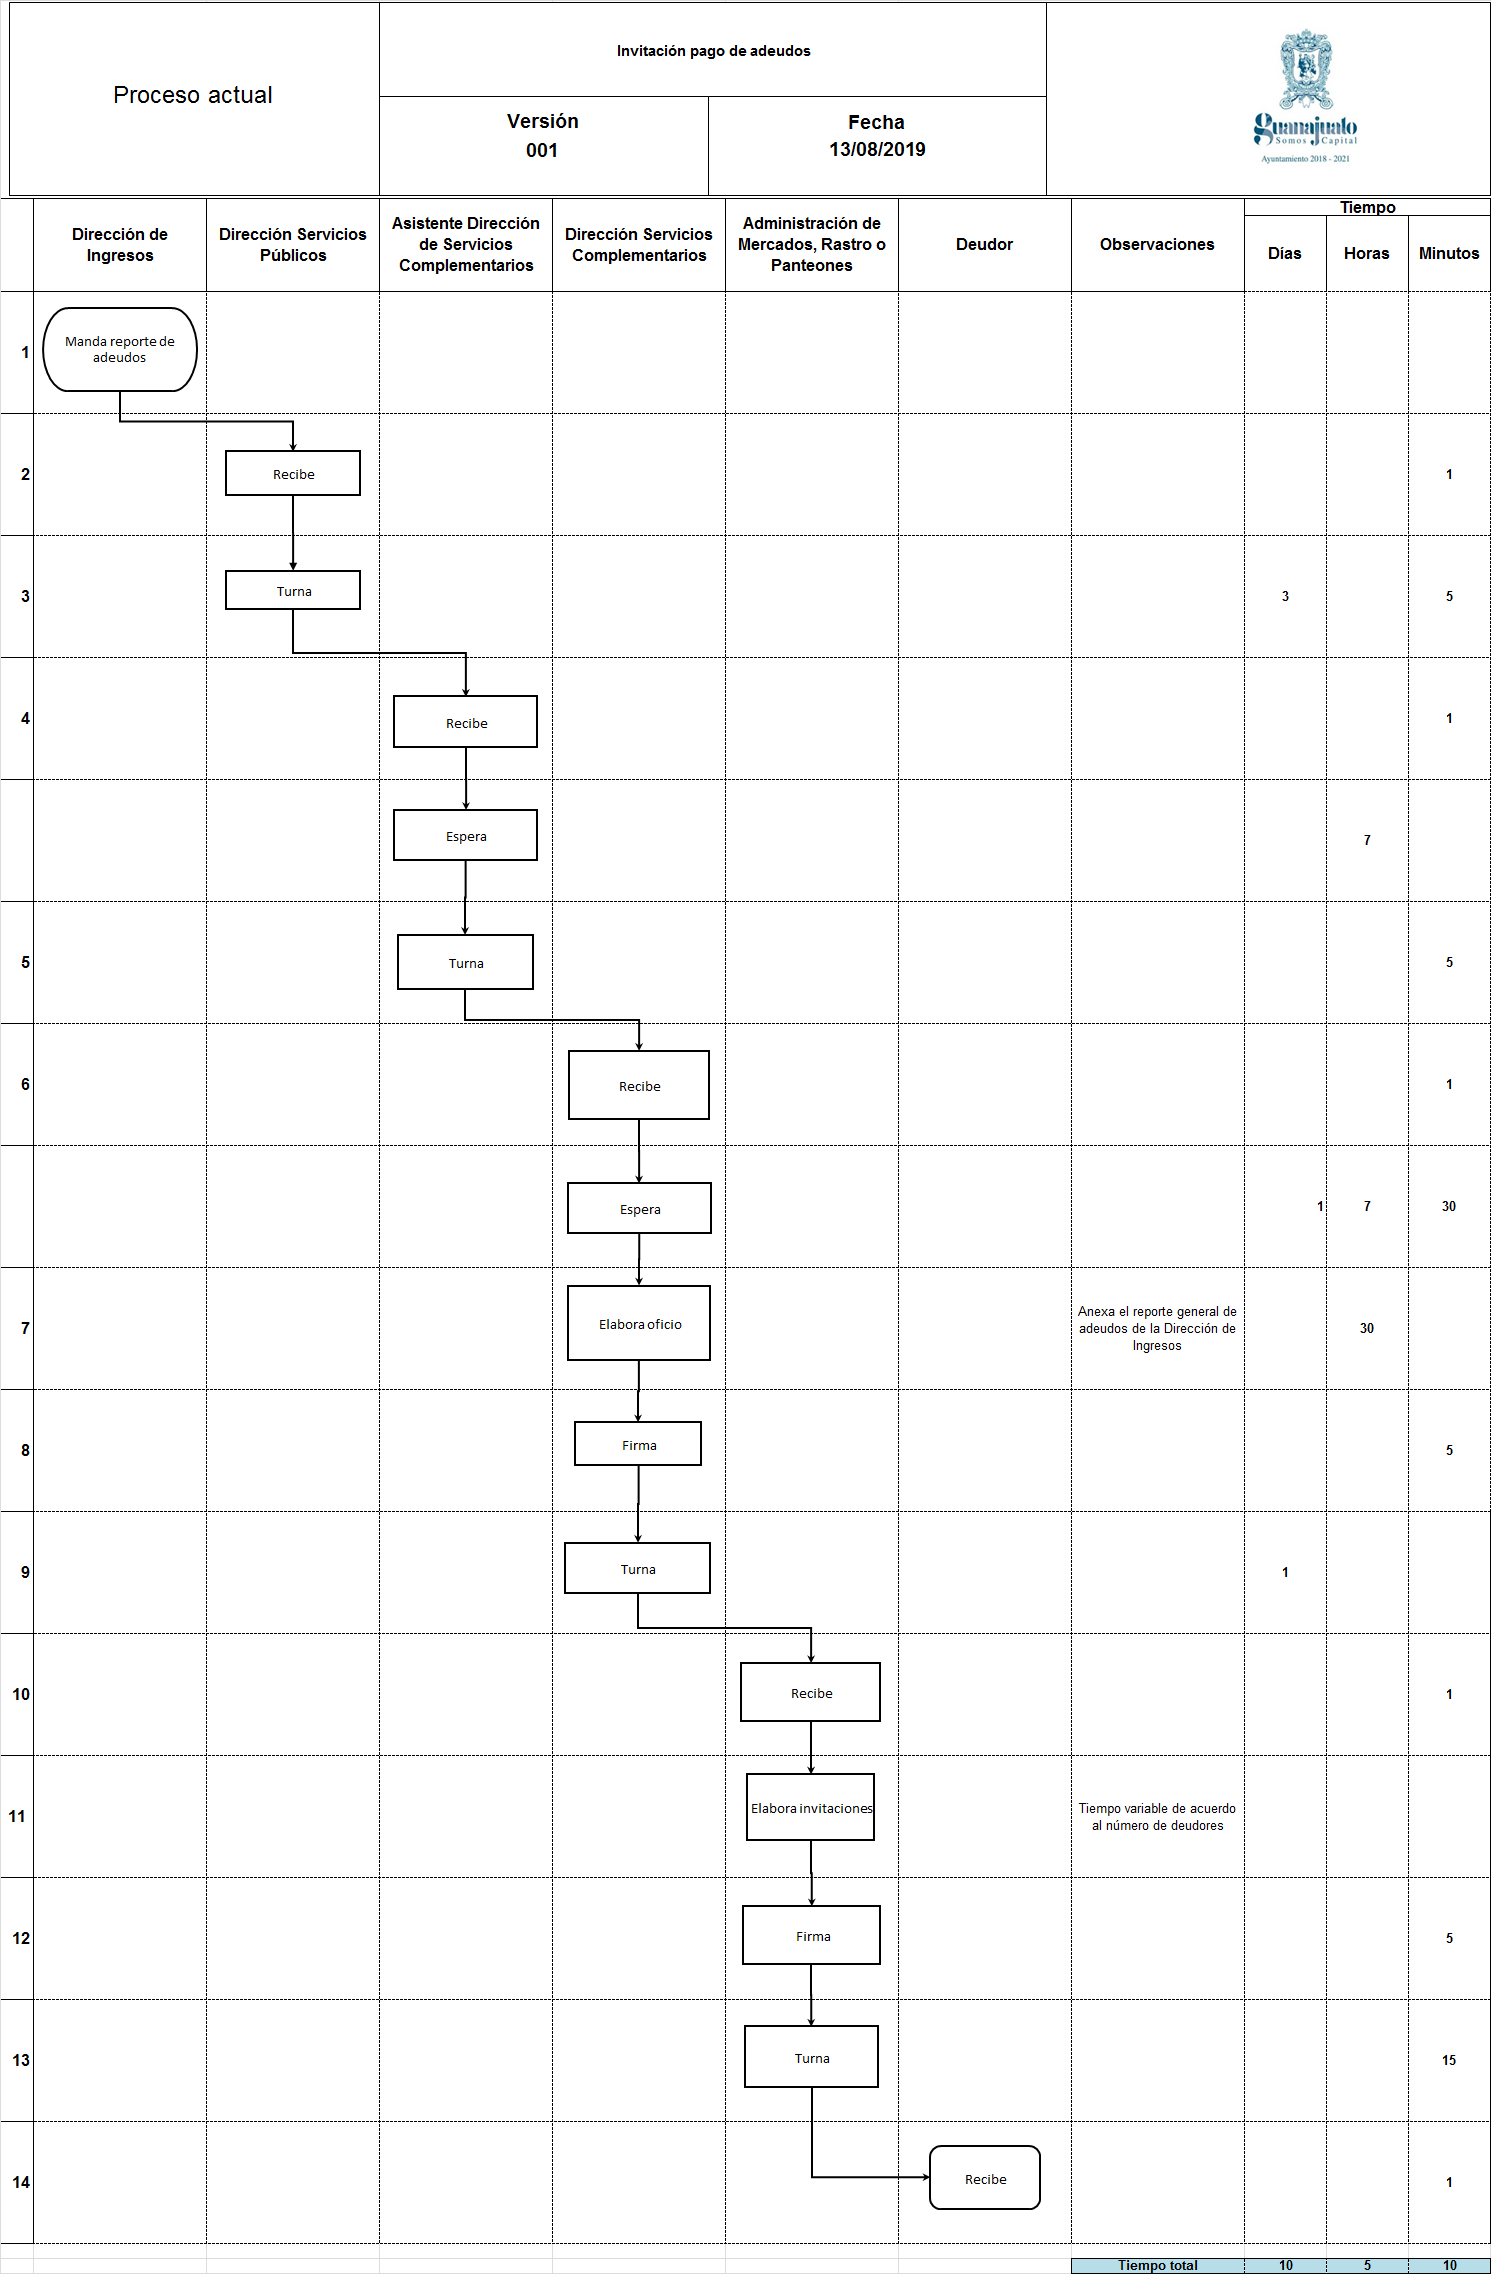 Proceso actual
Invitación pago de adeudos
Versión
001
Fecha
13/08/2019
guanajuato
Somos Capital
Ayuntamiento 2018 - 2021
Dirección de
Ingresos
Dirección Servicios
Públicos
Asistente Dirección
de Servicios
Complementarios
Dirección Servicios
Complementarios
Administración de
Mercados, Rastro o
Panteones
Deudor
Observaciones
Tiempo
Días
Horas
Minutos
1
Manda reporte de
adeudos
2
Recibe
1
3
Turna
3
5
4
Recibe
1
Espera
7
5
Turna
5
6
Recibe
1
Espera
1
7
30
7
Elabora oficio
Anexa el reporte general de
adeudos de la Dirección de
Ingresos
30
8
Firma
5
9
Turna
1
10
Recibe
1
11
Elabora invitaciones
Tiempo variable de acuerdo
al número de deudores
12
Firma
5
13
Turna
15
14
Recibe
1
Tiempo total
10
5
10